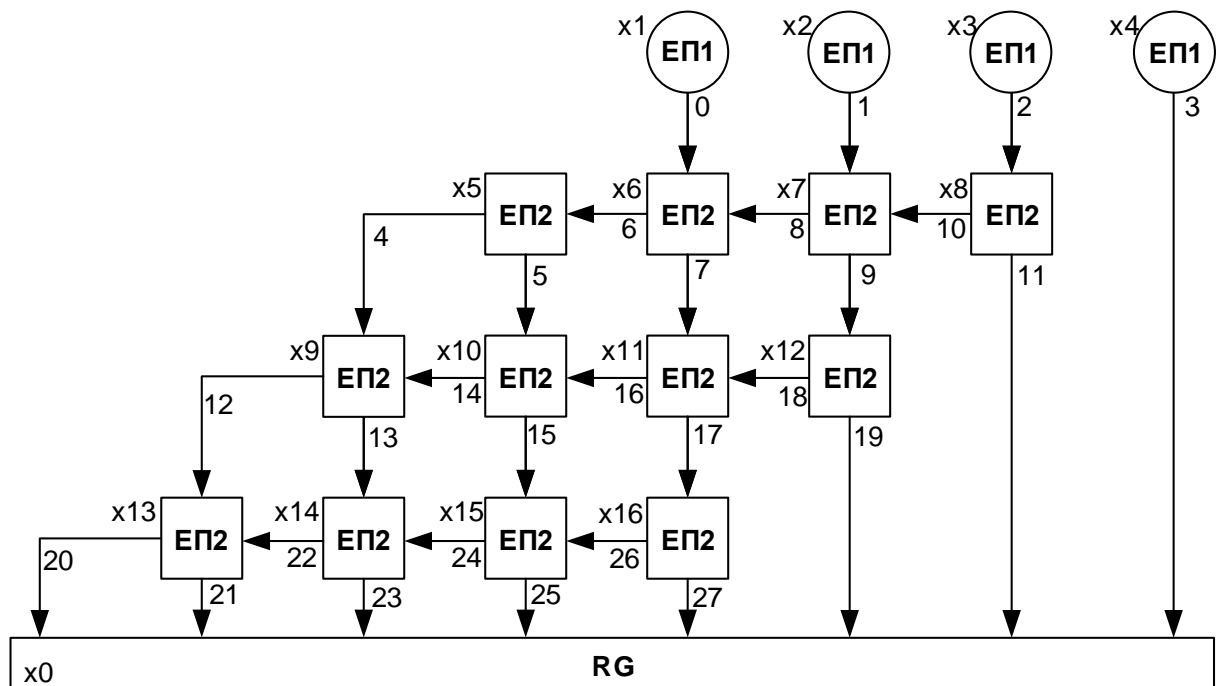 x1 ЕП1 x2 ЕП1 x3 ЕП1 x4 ЕП1
0 1 2 3
x5 ЕП2 x6 ЕП2 x7 ЕП2 x8 ЕП2
4 6 8 10
5 7 9 11
x9 ЕП2 x10 ЕП2 x11 ЕП2 x12 ЕП2
12 14 16 18
13 15 17 19
x13 ЕП2 x14 ЕП2 x15 ЕП2 x16 ЕП2
20 22 24 26
21 23 25 27
x0 RG